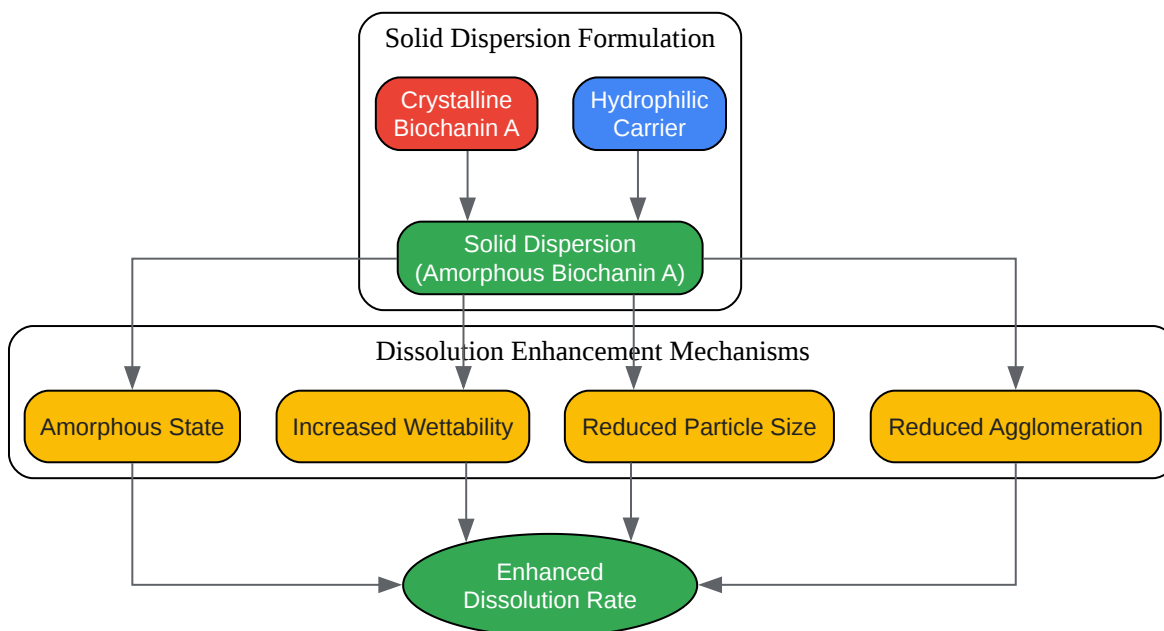 Solid Dispersion Formulation
Crystalline
Biochanin A
Hydrophilic
Carrier
Solid Dispersion
(Amorphous Biochanin A)
Dissolution Enhancement Mechanisms
Amorphous State
Increased Wettability
Reduced Particle Size
Reduced Agglomeration
Enhanced
Dissolution Rate